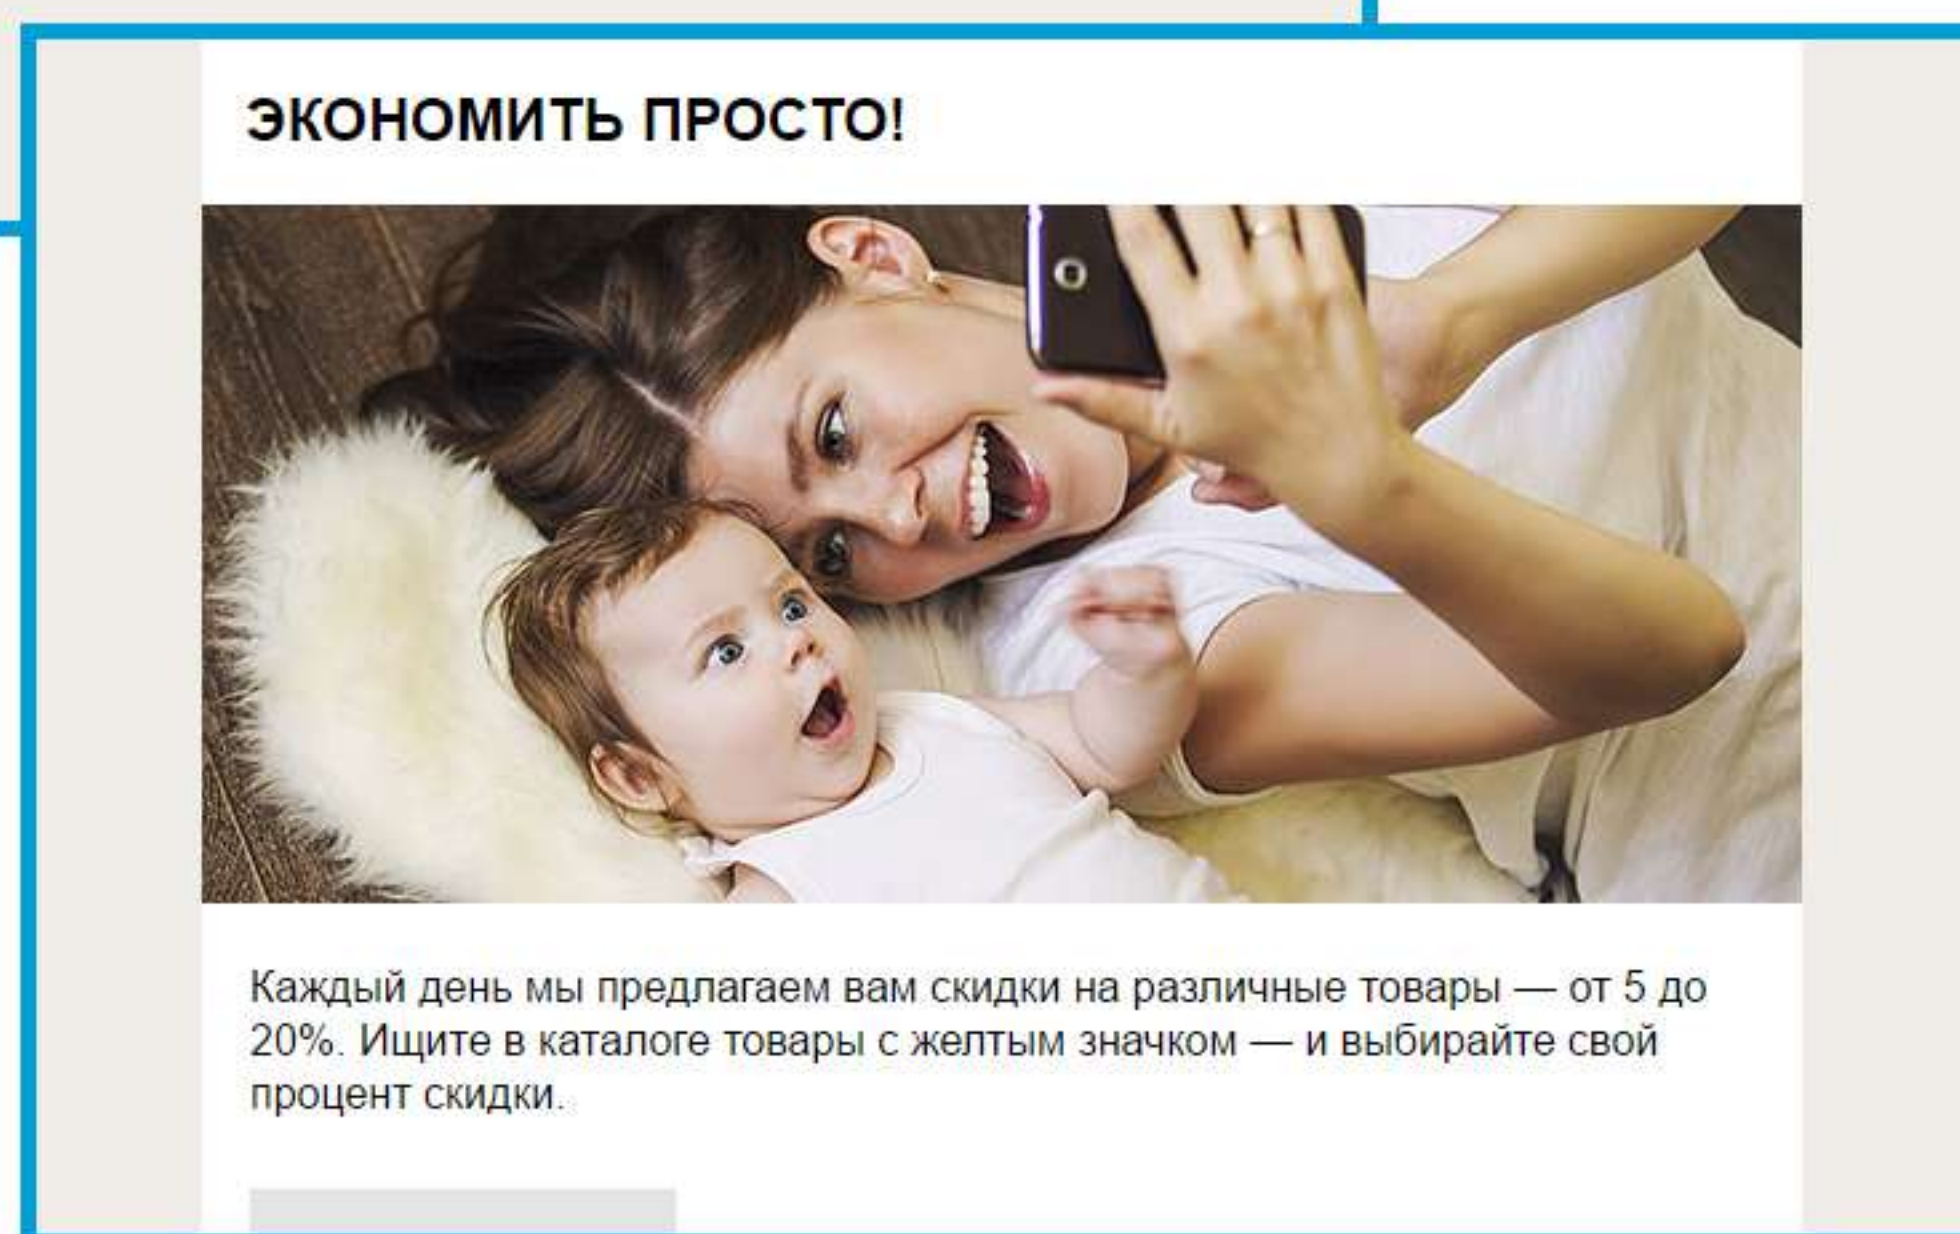 ЭКОНОМИТЬ ПРОСТО!
Каждый день мы предлагаем вам скидки на различные товары — от 5 до
20%. Ищите в каталоге товары с желтым значком — и выбирайте свой
процент скидки.